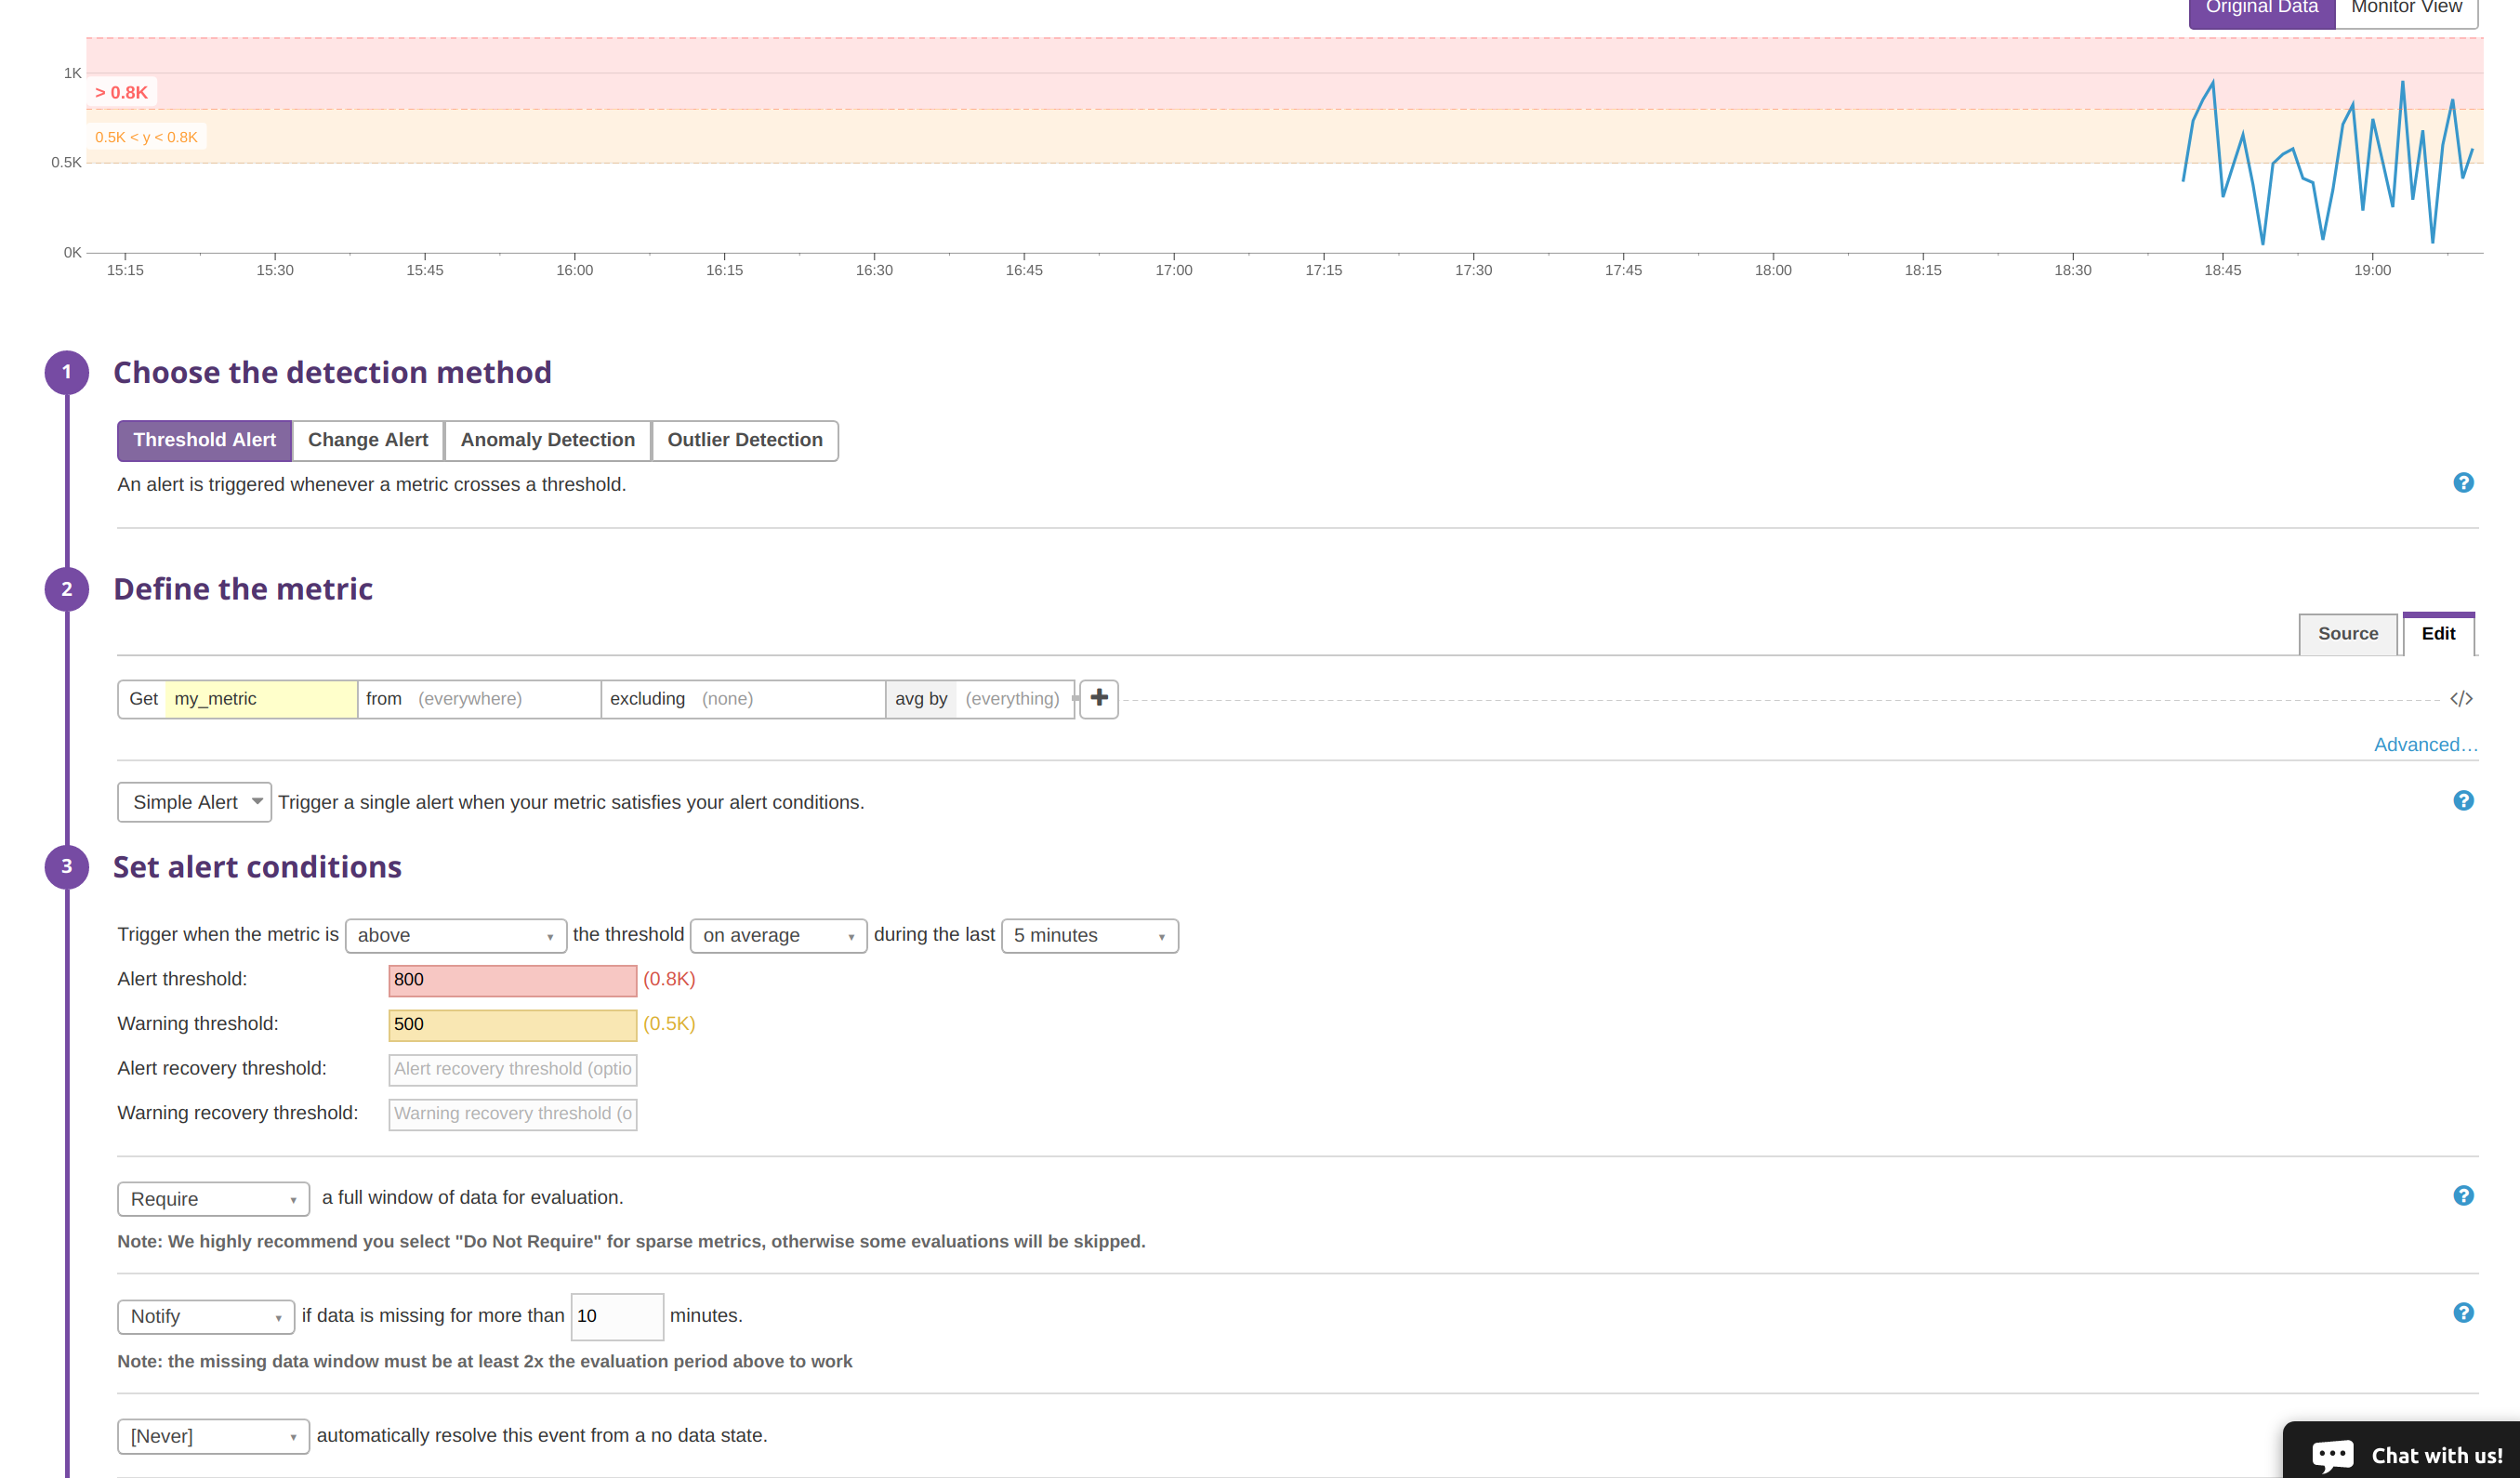 Original Data Monitor View
1K
> 0.8K
0.5K < y < 0.8K
0.5K
0K
15:15 15:30 15:45 16:00 16:15 16:30 16:45 17:00 17:15 17:30 17:45 18:00 18:15 18:30 18:45 19:00
1 Choose the detection method
Threshold Alert Change Alert Anomaly Detection Outlier Detection
An alert is triggered whenever a metric crosses a threshold. ?
2 Define the metric
Source Edit
Get my_metric from (everywhere) excluding (none) avg by (everything) + </>
Advanced...
Simple Alert Trigger a single alert when your metric satisfies your alert conditions. ?
3 Set alert conditions
Trigger when the metric is above the threshold on average during the last 5 minutes
Alert threshold: 800 (0.8K)
Warning threshold: 500 (0.5K)
Alert recovery threshold: Alert recovery threshold (optio
Warning recovery threshold: Warning recovery threshold (o
Require a full window of data for evaluation. ?
Note: We highly recommend you select "Do Not Require" for sparse metrics, otherwise some evaluations will be skipped.
Notify if data is missing for more than 10 minutes. ?
Note: the missing data window must be at least 2x the evaluation period above to work
[Never] automatically resolve this event from a no data state.
Chat with us!